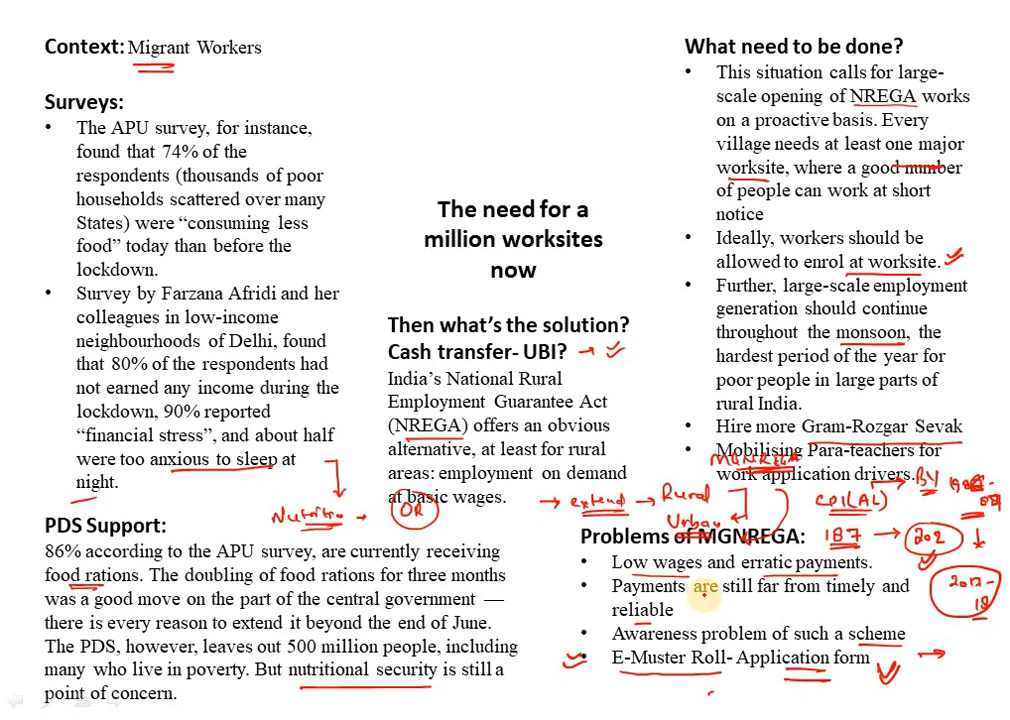 Context: Migrant Workers
Surveys:
• The APU survey, for instance,
found that 74% of the
respondents (thousands of poor
households scattered over many
States) were “consuming less
food” today than before the
lockdown.
• Survey by Farzana Afridi and her
colleagues in low-income
neighbourhoods of Delhi, found
that 80% of the respondents had
not earned any income during the
lockdown, 90% reported
“financial stress”, and about half
were too anxious to sleep at
night.
PDS Support:
86% according to the APU survey, are currently receiving
food rations. The doubling of food rations for three months
was a good move on the part of the central government —
there is every reason to extend it beyond the end of June.
The PDS, however, leaves out 500 million people, including
many who live in poverty. But nutritional security is still a
point of concern.
The need for a
million worksites
now
Then what’s the solution?
Cash transfer- UBI?
India’s National Rural
Employment Guarantee Act
(NREGA) offers an obvious
alternative, at least for rural
areas: employment on demand
at basic wages.
What need to be done?
• This situation calls for large-
scale opening of NREGA works
on a proactive basis. Every
village needs at least one major
worksite, where a good number
of people can work at short
notice
• Ideally, workers should be
allowed to enrol at worksite.
• Further, large-scale employment
generation should continue
throughout the monsoon, the
hardest period of the year for
poor people in large parts of
rural India.
• Hire more Gram-Rozgar Sevak
• Mobilising Para-teachers for
work application drivers.
Problems of MGNREGA:
• Low wages and erratic payments.
• Payments are still far from timely and
reliable
• Awareness problem of such a scheme
• E-Muster Roll- Application form
→ extend → Rural
Urban
MGNREGA
CPI(AL)
BY
187 → 202
2017-
18